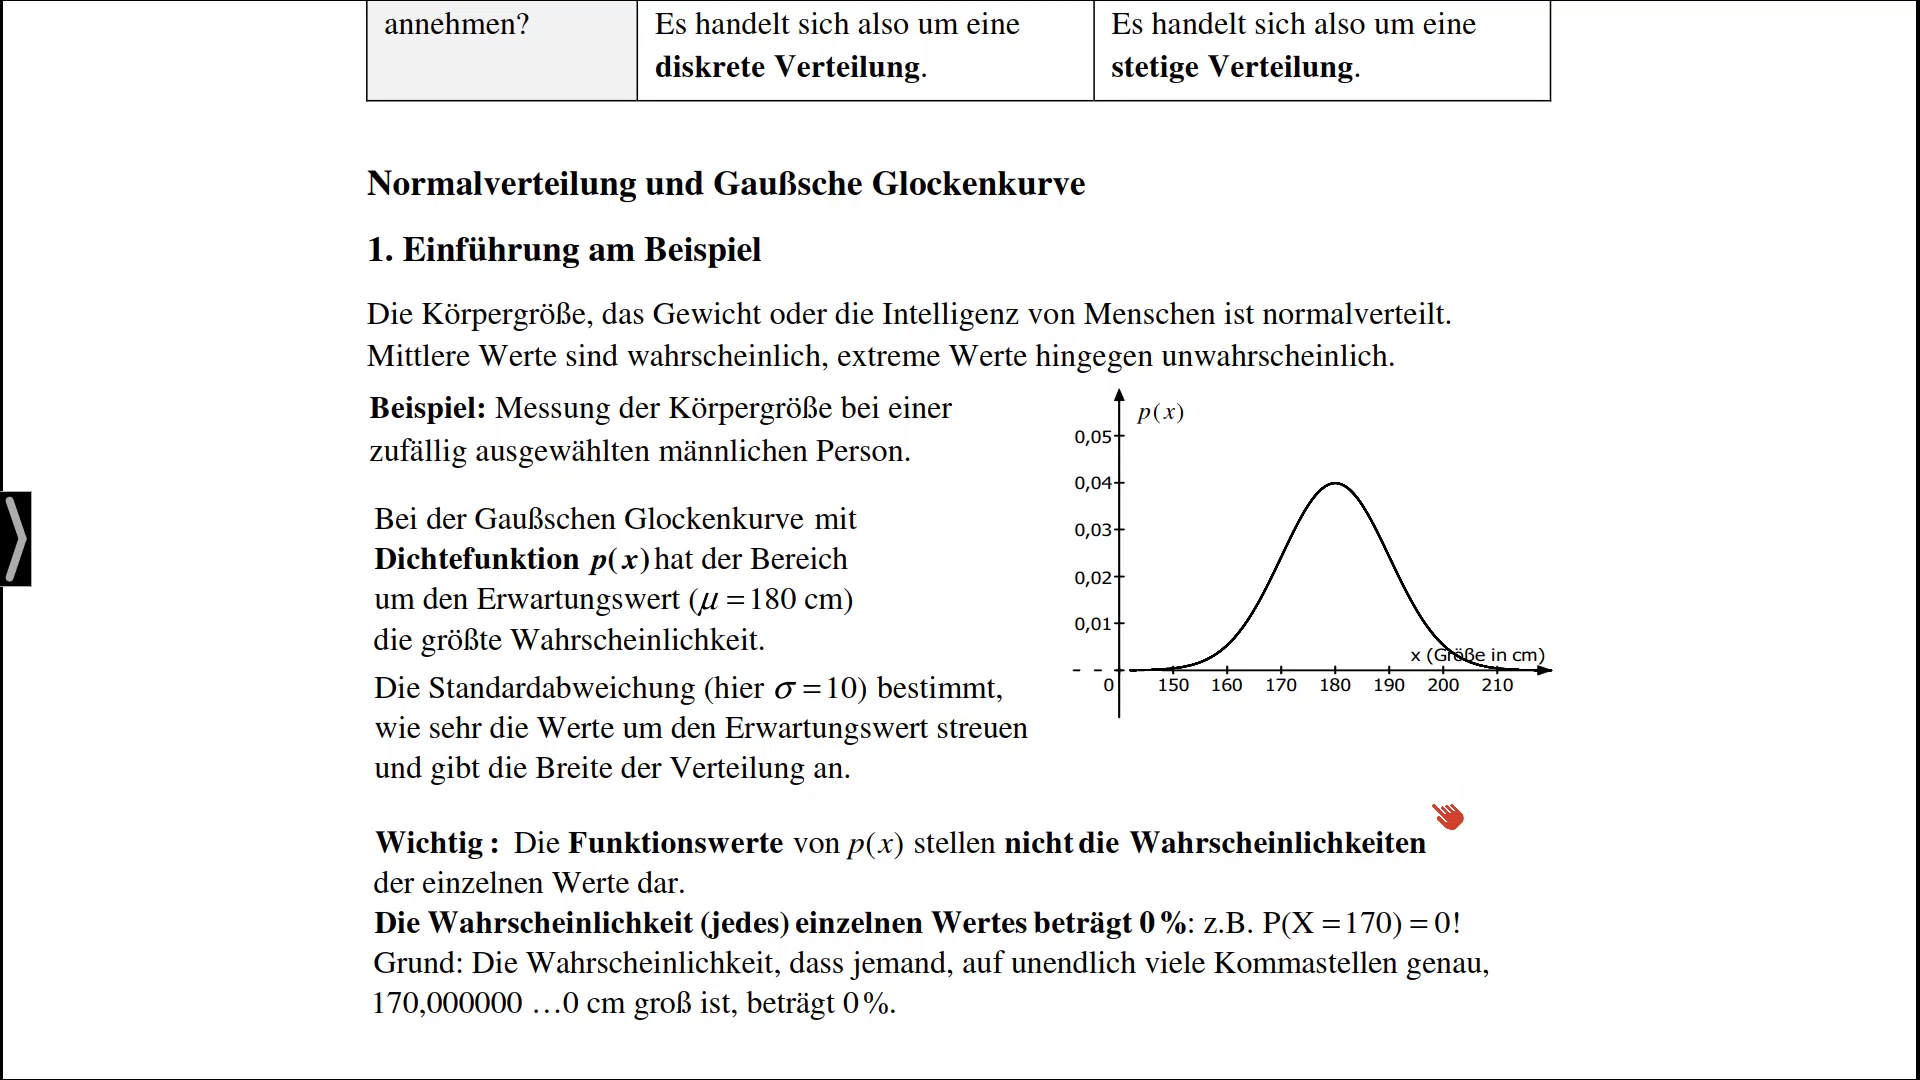 annehmen?
Es handelt sich also um eine
diskrete Verteilung.
Es handelt sich also um eine
stetige Verteilung.
Normalverteilung und Gaußsche Glockenkurve
1. Einführung am Beispiel
Die Körpergröße, das Gewicht oder die Intelligenz von Menschen ist normalverteilt.
Mittlere Werte sind wahrscheinlich, extreme Werte hingegen unwahrscheinlich.
Beispiel: Messung der Körpergröße bei einer
zufällig ausgewählten männlichen Person.
Bei der Gaußschen Glockenkurve mit
Dichtefunktion p(x) hat der Bereich
um den Erwartungswert (μ = 180 cm)
die größte Wahrscheinlichkeit.
Die Standardabweichung (hier σ = 10) bestimmt,
wie sehr die Werte um den Erwartungswert streuen
und gibt die Breite der Verteilung an.
p(x)
0,05
0,04
0,03
0,02
0,01
x (Größe in cm)
0 150 160 170 180 190 200 210
Wichtig: Die Funktionswerte von p(x) stellen nicht die Wahrscheinlichkeiten
der einzelnen Werte dar.
Die Wahrscheinlichkeit (jedes) einzelnen Wertes beträgt 0 %: z.B. P(X = 170) = 0!
Grund: Die Wahrscheinlichkeit, dass jemand, auf unendlich viele Kommastellen genau,
170,000000 …0 cm groß ist, beträgt 0 %.